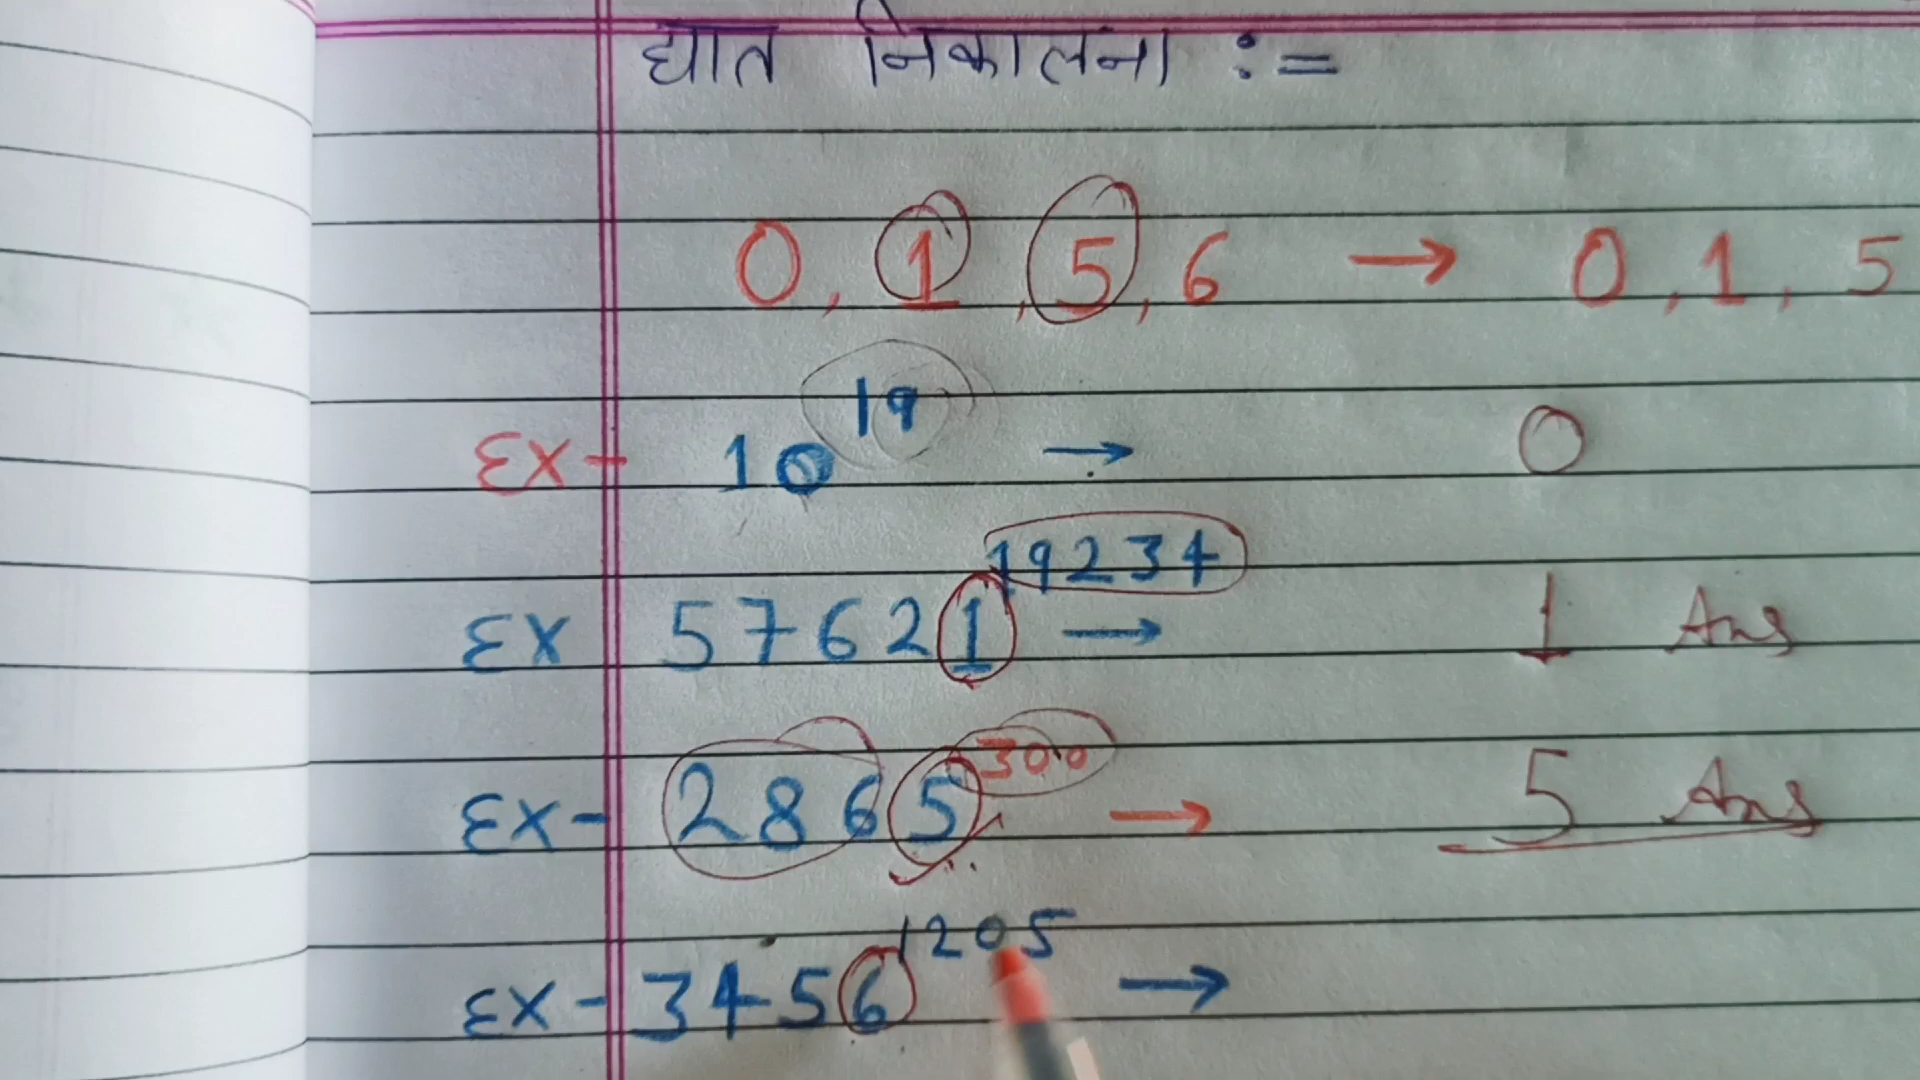 घात निकालना :=
0, 1, 5, 6 → 0, 1, 5
Ex- 10^19 → 0
Ex 57621^19234 → 1 Ans
Ex- 2865^300 → 5 Ans
Ex- 3456^1205 →